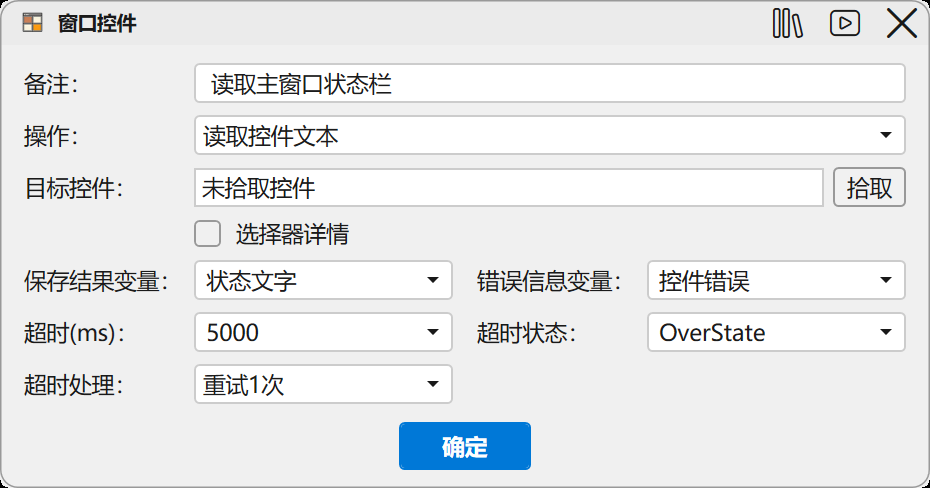 窗口控件
备注： 读取主窗口状态栏
操作： 读取控件文本
目标控件： 未拾取控件 拾取
选择器详情
保存结果变量： 状态文字 错误信息变量： 控件错误
超时(ms)： 5000 超时状态： OverState
超时处理： 重试1次
确定